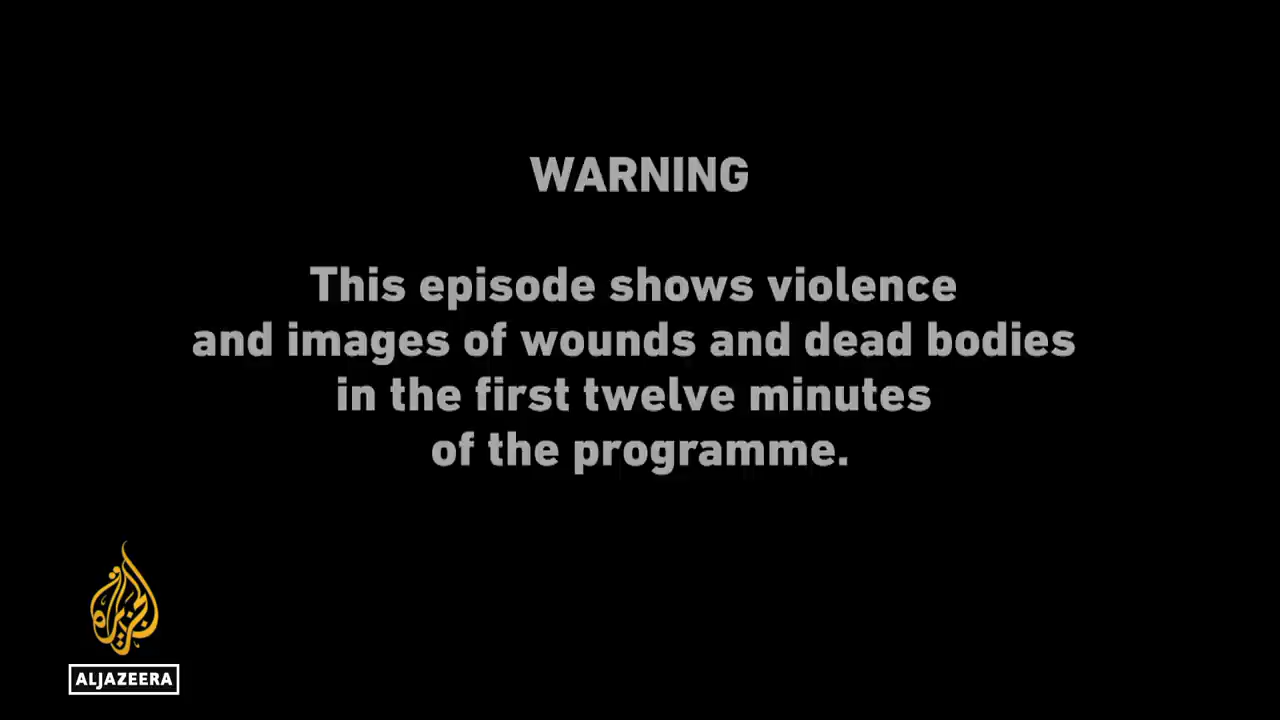 WARNING
This episode shows violence
and images of wounds and dead bodies
in the first twelve minutes
of the programme.
الجزيرة
ALJAZEERA